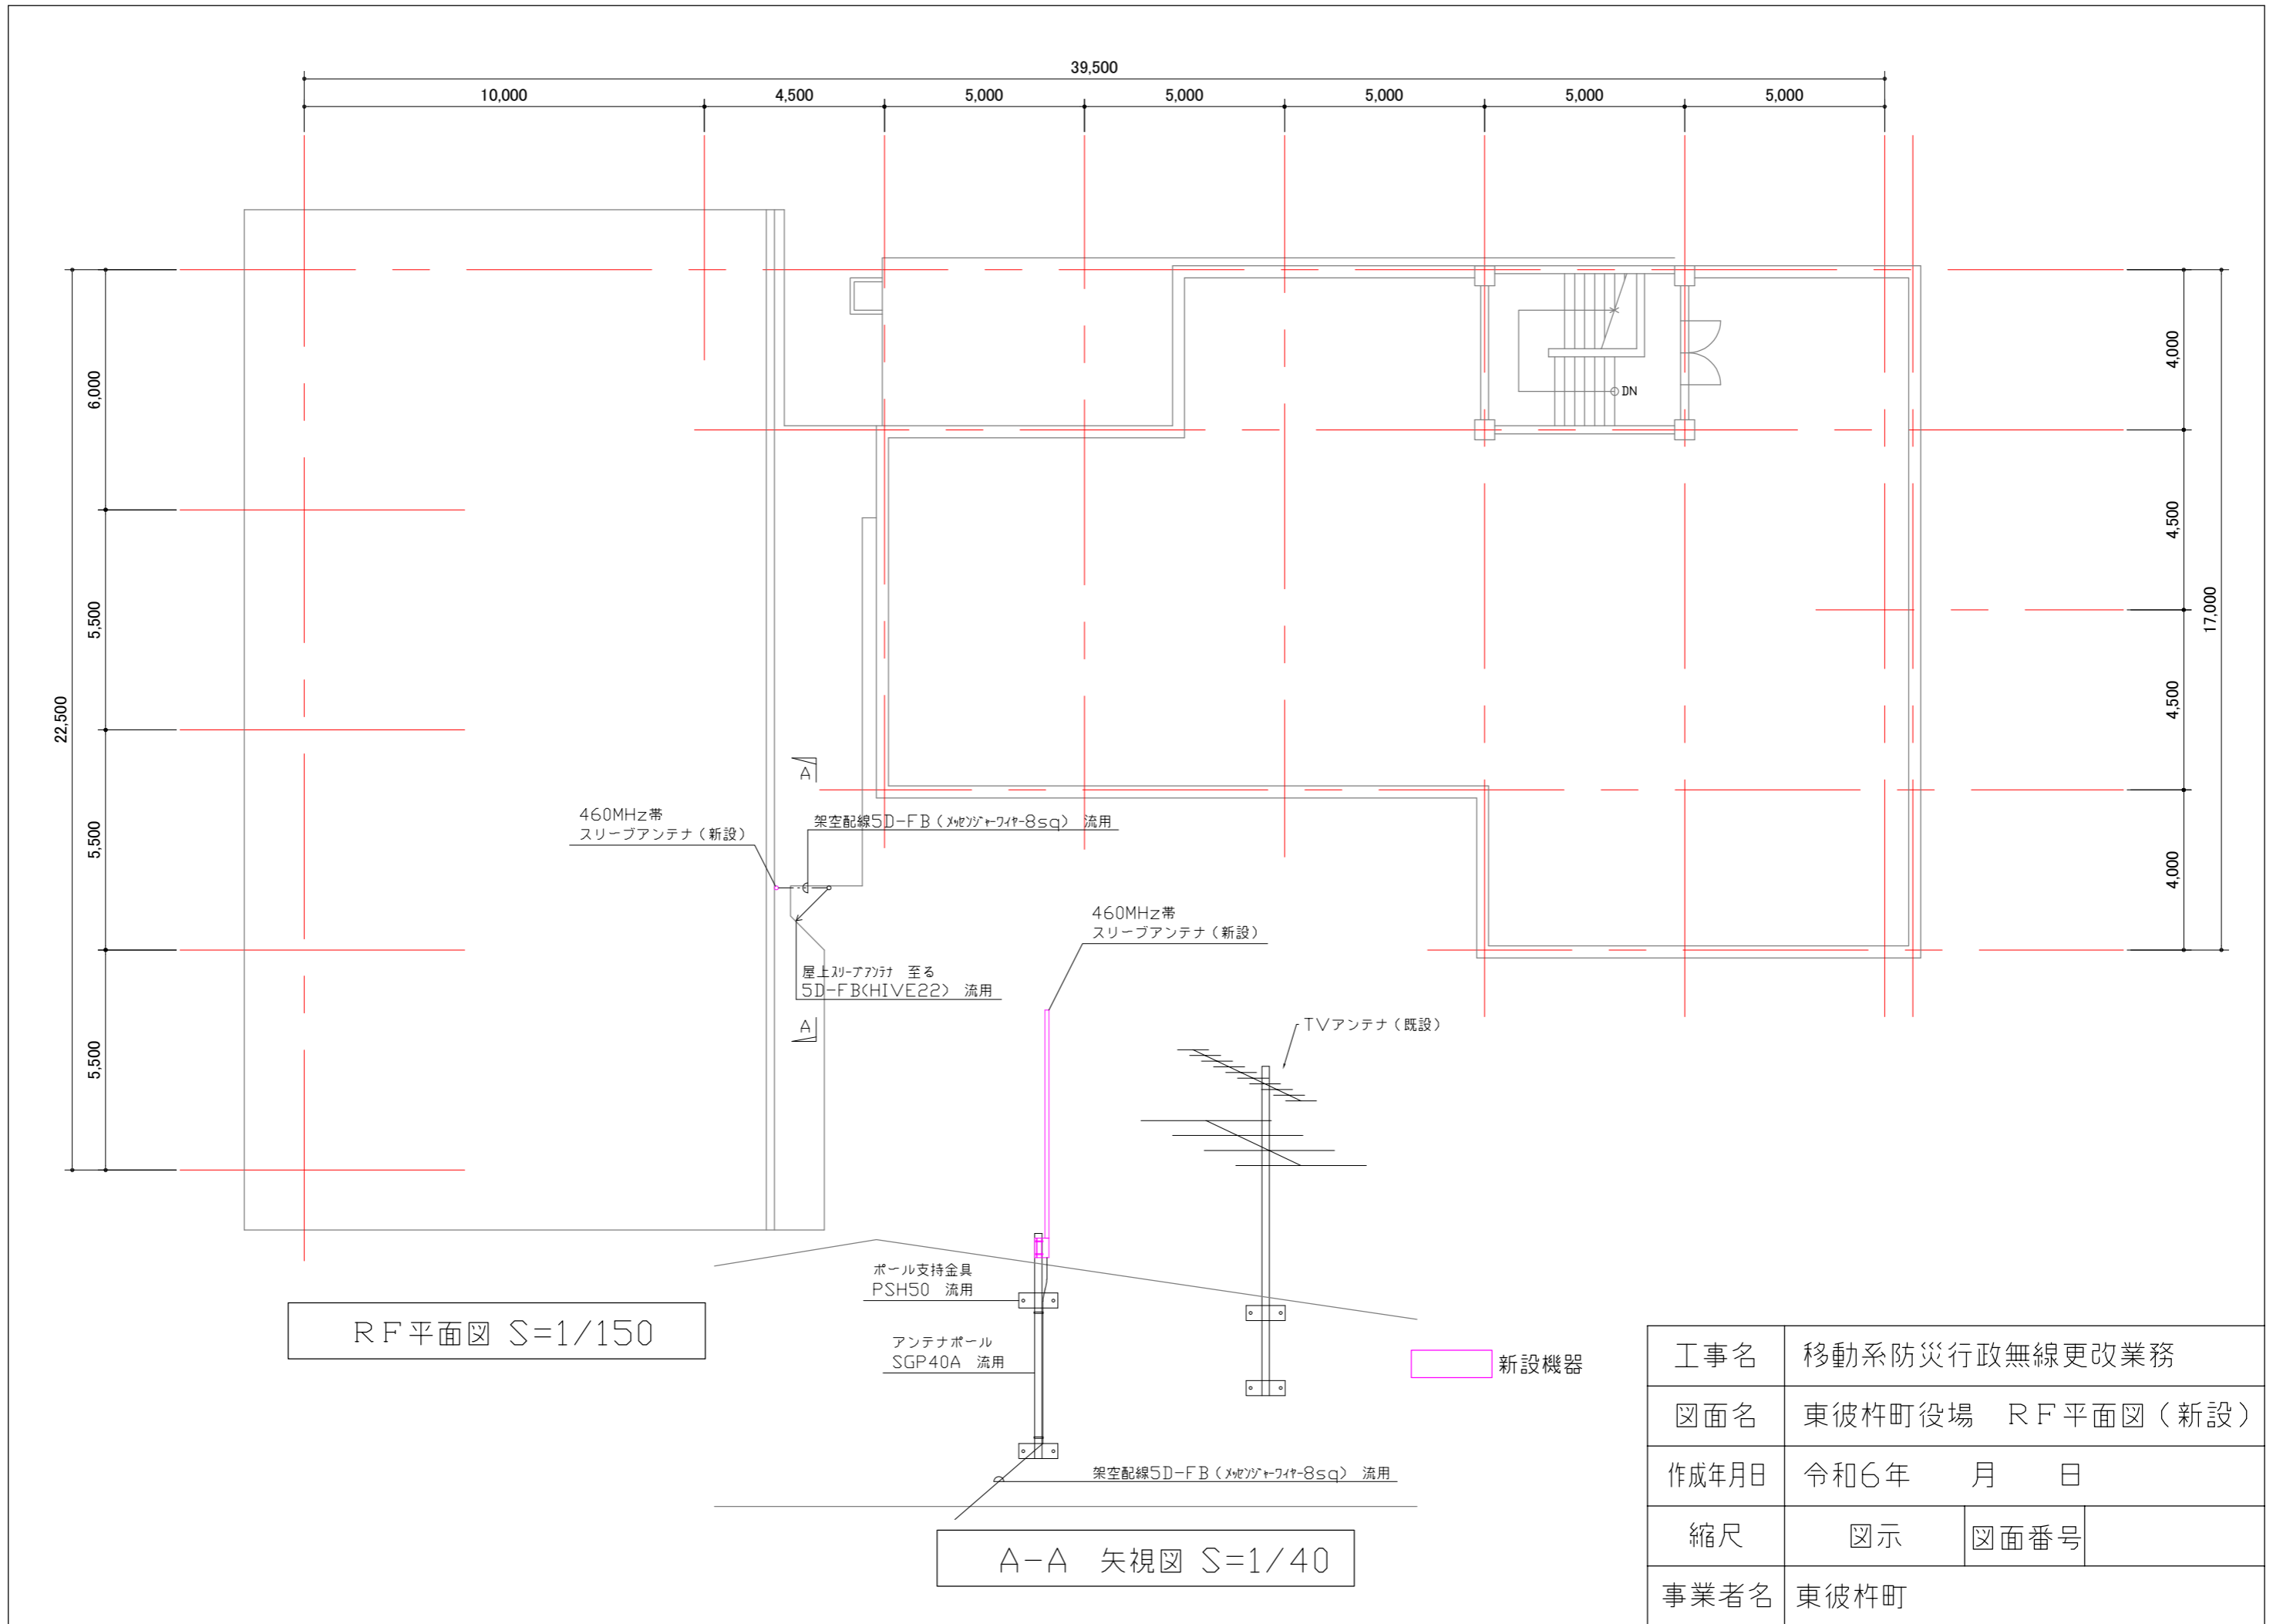 39,500
10,000
4,500
5,000
5,000
5,000
5,000
5,000
22,500
6,000
5,500
5,500
5,500
4,000
4,500
4,500
4,000
17,000
DN
A
460MHz帯
スリーブアンテナ(新設)
架空配線5D-FB(メッセンジャーワイヤー8sq) 流用
屋上スリーブアンテナ 至る
5D-FB(HIVE22) 流用
A
460MHz帯
スリーブアンテナ(新設)
TVアンテナ(既設)
ポール支持金具
PSH50 流用
アンテナポール
SGP40A 流用
架空配線5D-FB(メッセンジャーワイヤー8sq) 流用
RF平面図 S=1/150
A-A 矢視図 S=1/40
新設機器
工事名 移動系防災行政無線更改業務
図面名 東彼杵町役場 RF平面図(新設)
作成年月日 令和6年 月 日
縮尺 図示 図面番号
事業者名 東彼杵町